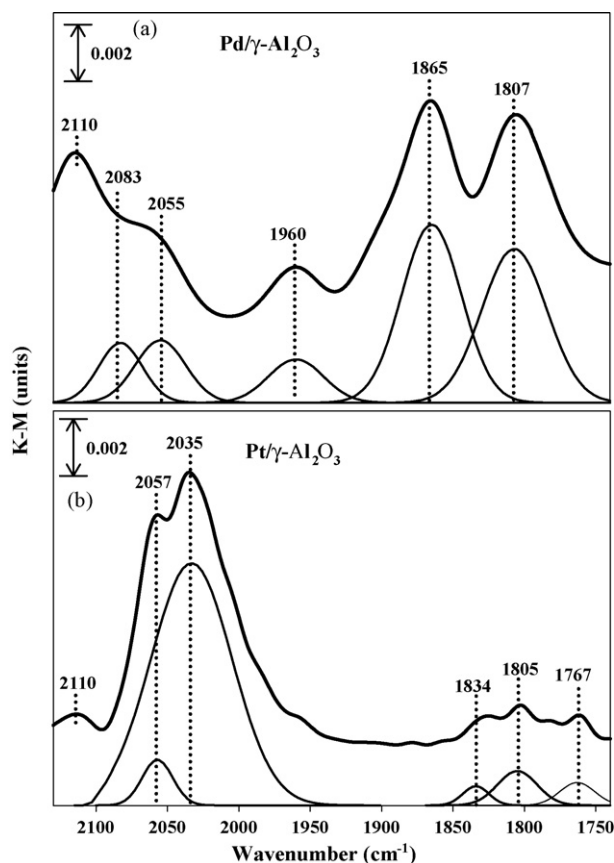 (a)
Pd/γ-Al₂O₃
0.002
2110
2083
2055
1960
1865
1807
K-M (units)
(b)
Pt/γ-Al₂O₃
0.002
2110
2057
2035
1834
1805
1767
2100 2050 2000 1950 1900 1850 1800 1750
Wavenumber (cm⁻¹)